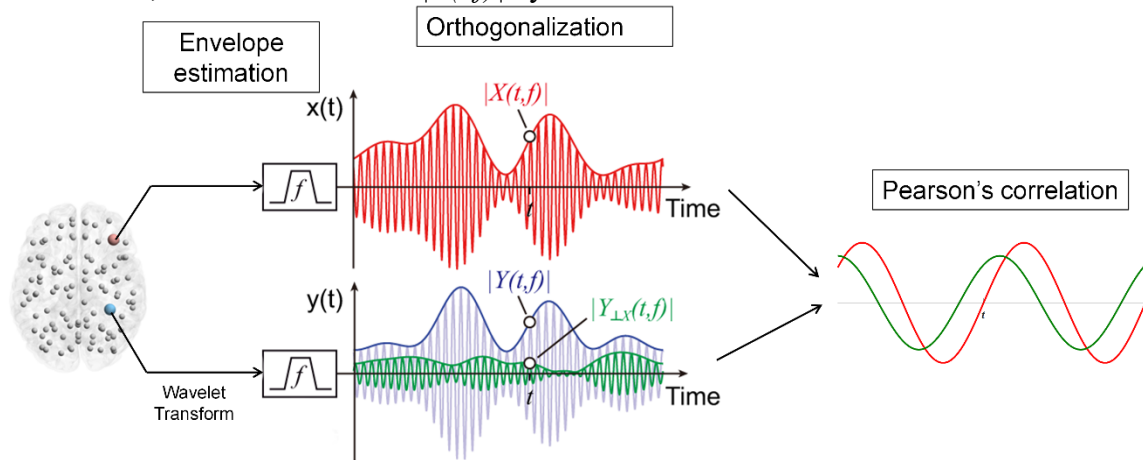 Orthogonalization
Envelope
estimation
x(t)
|X(t,f)|
f
t
Time
Pearson's correlation
t
y(t)
|Y(t,f)|
|Y⊥X(t,f)|
f
t
Time
Wavelet
Transform